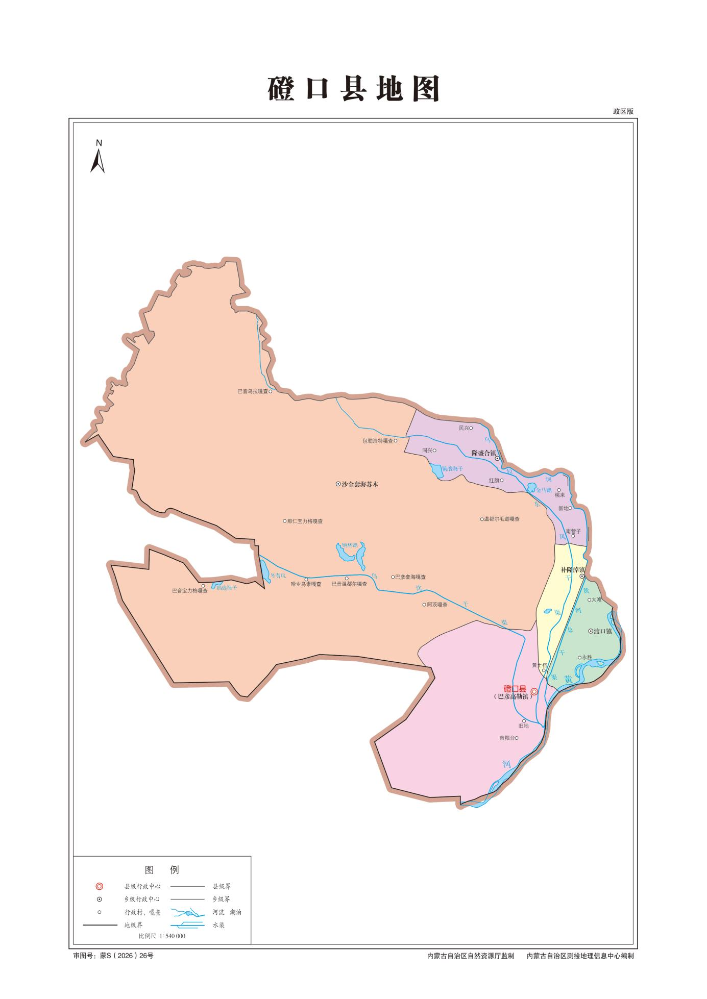 磴口县地图
政区版
N
巴音乌拉嘎查
民兴
包勒浩特嘎查
乌
同兴
隆盛合镇
陈普海子
拉
红旗
河
沙金套海苏木
金马湖
桃来
东
新地
那仁宝力格嘎查
温都尔毛道嘎查
南营子
风
纳林湖
补隆淖镇
冬青坑
乌
巴彦套海嘎查
干
哈业乌素嘎查
巴音温都尔嘎查
四连海子
沈
黄
巴音宝力格嘎查
大滩
阿茨嘎查
干
渠
河
渠
总
渡口镇
干
永胜
黄土档
渠
黄
磴口县
（巴彦高勒镇）
旧地
南粮台
河
图 例
县级行政中心 县级界
乡级行政中心 乡级界
行政村、嘎查 河流 湖泊
地级界 水渠
比例尺 1:540 000
审图号：蒙S（2026）26号
内蒙古自治区自然资源厅监制 内蒙古自治区测绘地理信息中心编制